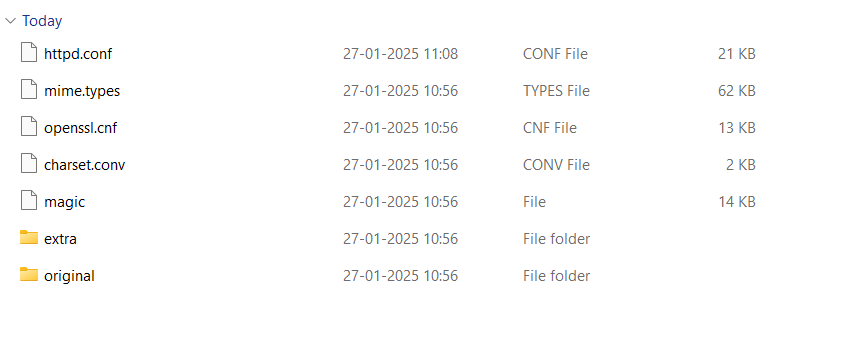 Today
httpd.conf 27-01-2025 11:08 CONF File 21 KB
mime.types 27-01-2025 10:56 TYPES File 62 KB
openssl.cnf 27-01-2025 10:56 CNF File 13 KB
charset.conv 27-01-2025 10:56 CONV File 2 KB
magic 27-01-2025 10:56 File 14 KB
extra 27-01-2025 10:56 File folder
original 27-01-2025 10:56 File folder